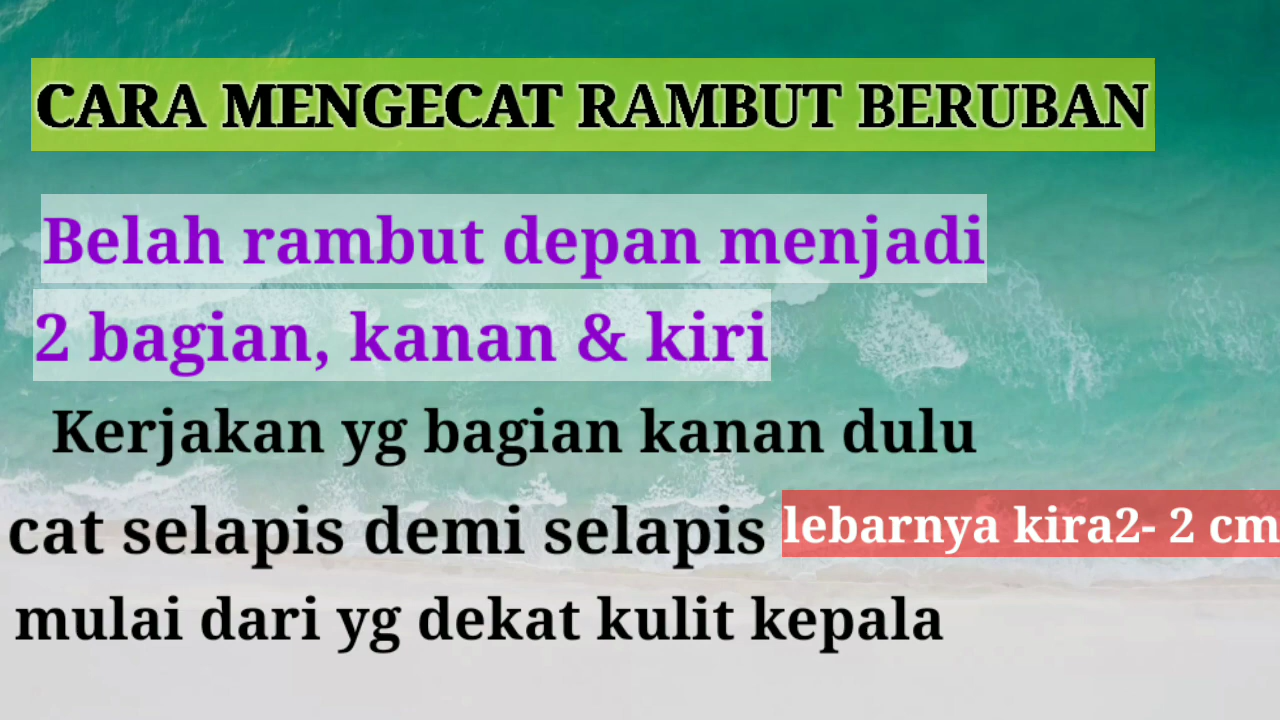 CARA MENGECAT RAMBUT BERUBAN
Belah rambut depan menjadi
2 bagian, kanan & kiri
Kerjakan yg bagian kanan dulu
cat selapis demi selapis lebarnya kira2- 2 cm
mulai dari yg dekat kulit kepala